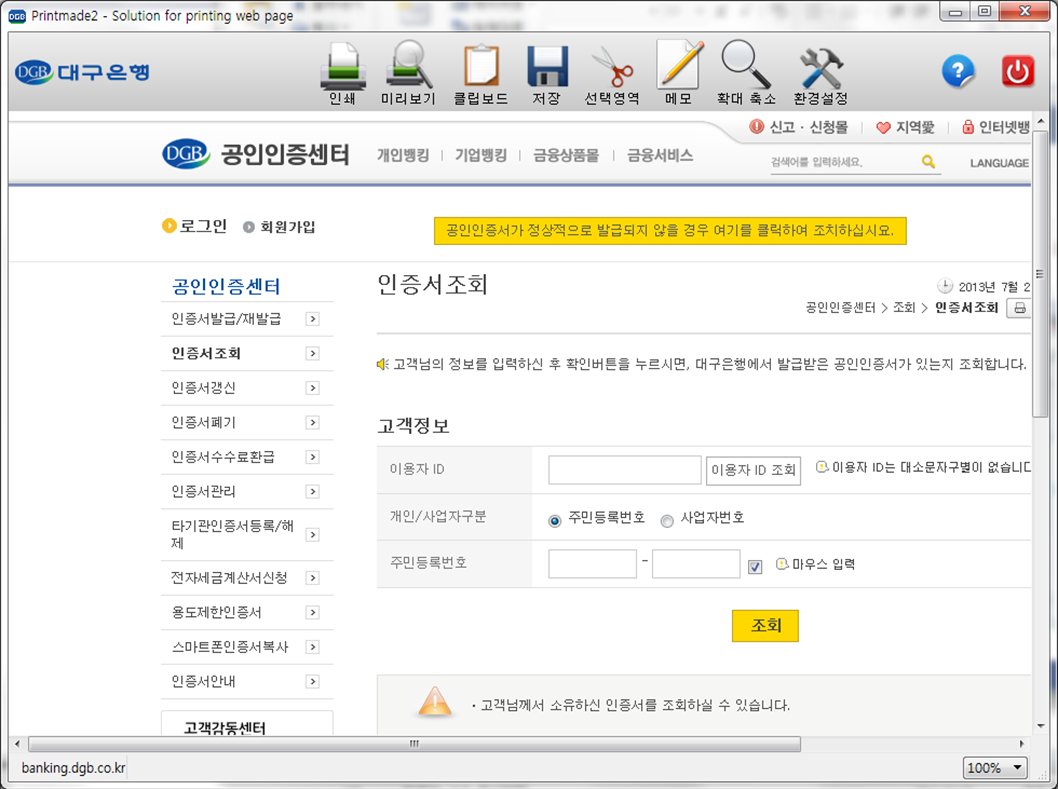 DGB Printmade2 - Solution for printing web page
DGB 대구은행
인쇄 미리보기 클립보드 저장 선택영역 메모 확대 축소 환경설정
신고 · 신청몰 지역愛 인터넷뱅
DGB 공인인증센터 개인뱅킹 기업뱅킹 금융상품몰 금융서비스
검색어를 입력하세요. LANGUAGE
로그인 회원가입
공인인증서가 정상적으로 발급되지 않을 경우 여기를 클릭하여 조치하십시요.
공인인증센터
인증서발급/재발급
인증서조회
인증서갱신
인증서폐기
인증서수수료환급
인증서관리
타기관인증서등록/해
제
전자세금계산서신청
용도제한인증서
스마트폰인증서복사
인증서안내
고객감동센터
인증서조회
2013년 7월 2
공인인증센터 > 조회 > 인증서조회
고객님의 정보를 입력하신 후 확인버튼을 누르시면, 대구은행에서 발급받은 공인인증서가 있는지 조회합니다.
고객정보
이용자 ID 이용자 ID 조회 이용자 ID는 대소문자구별이 없습니다
개인/사업자구분 주민등록번호 사업자번호
주민등록번호 - 마우스 입력
조회
· 고객님께서 소유하신 인증서를 조회하실 수 있습니다.
banking.dgb.co.kr
100%